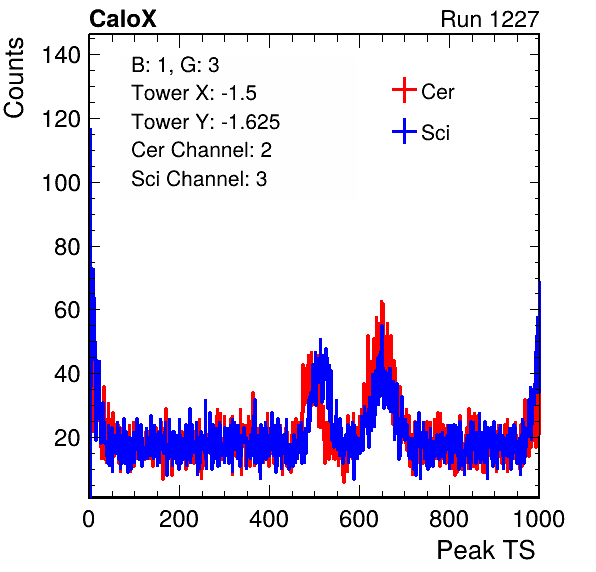 CaloX Run 1227
Counts
B: 1, G: 3
Tower X: -1.5
Tower Y: -1.625
Cer Channel: 2
Sci Channel: 3
Cer
Sci
140
120
100
80
60
40
20
0 200 400 600 800 1000
Peak TS